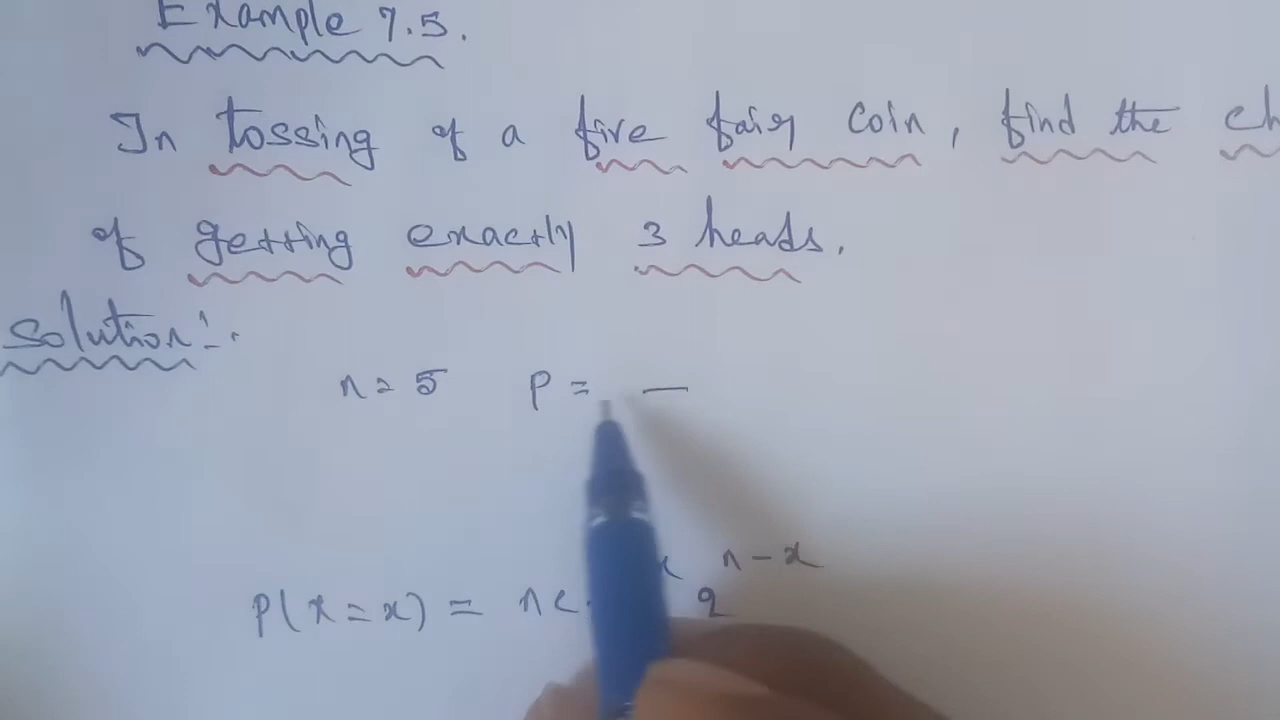 Example 7.5.
In tossing of a five fair coin, find the ch
of getting exactly 3 heads.
Solution:-
n = 5 p = —
P(X=x) = nc x q n-x